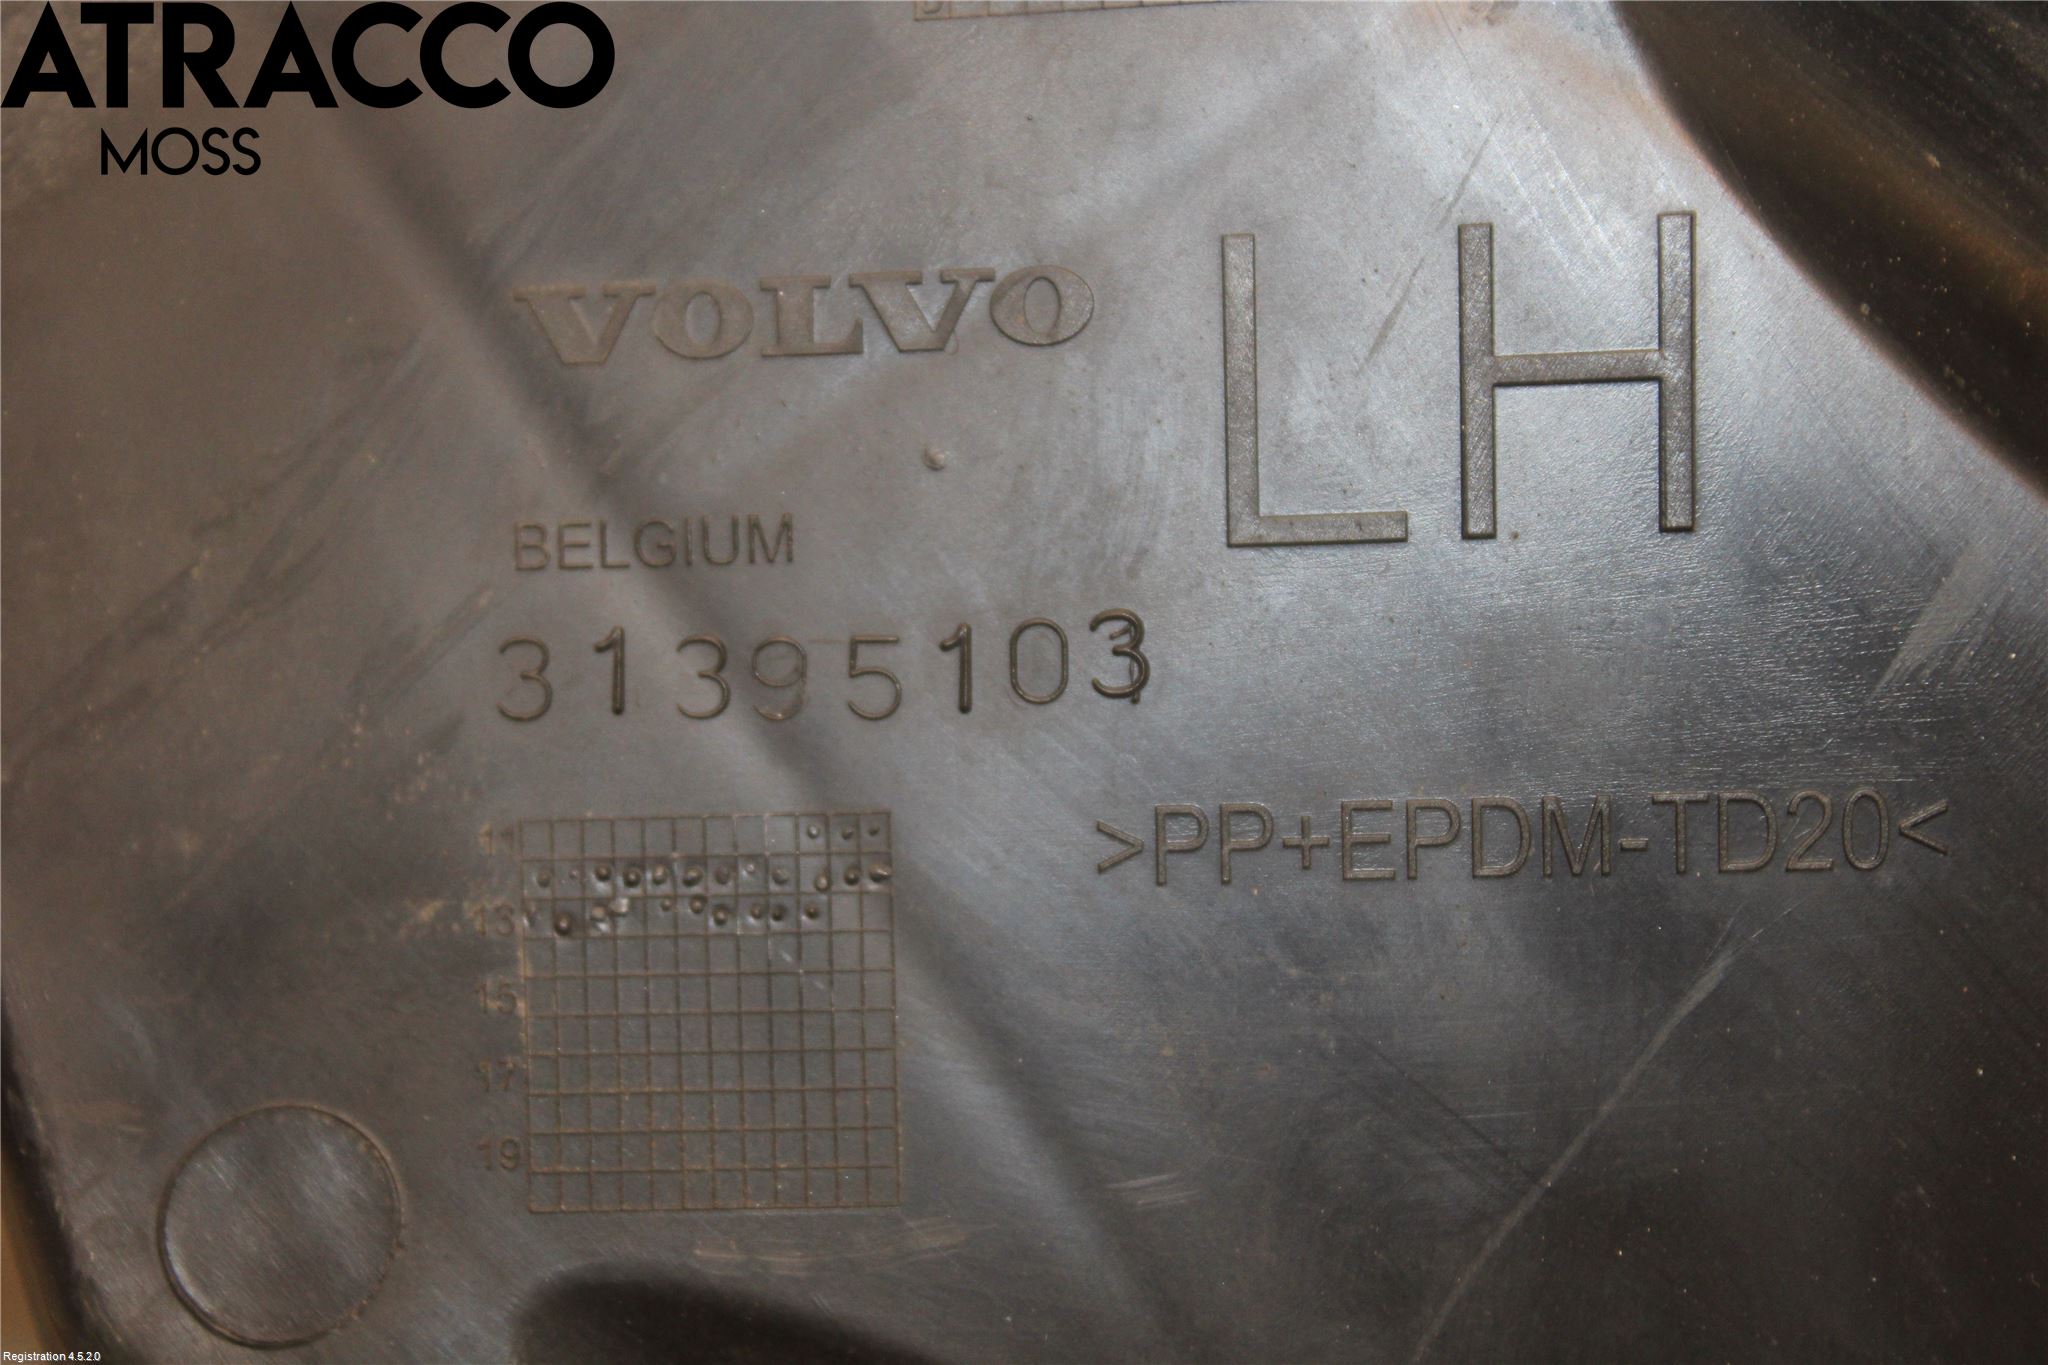 ATRACCO
MOSS
VOLVO
LH
BELGIUM
31395103
>PP+EPDM-TD20<
11
13
15
17
19
Registration 4.5.2.0